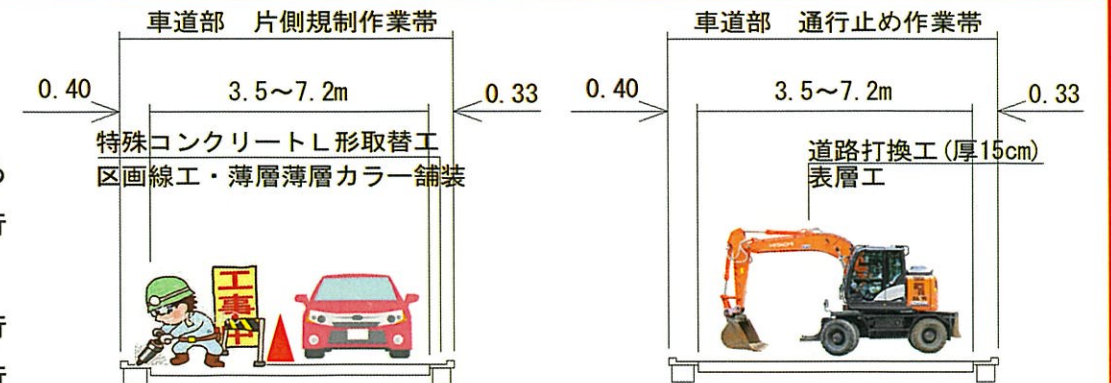 車道部　片側規制作業帯
0.40
3.5～7.2m
0.33
特殊コンクリートＬ形取替工
区画線工・薄層薄層カラー舗装
工事中
車道部　通行止め作業帯
0.40
3.5～7.2m
0.33
道路打換工(厚15cm)
表層工
HITACHI
行
行